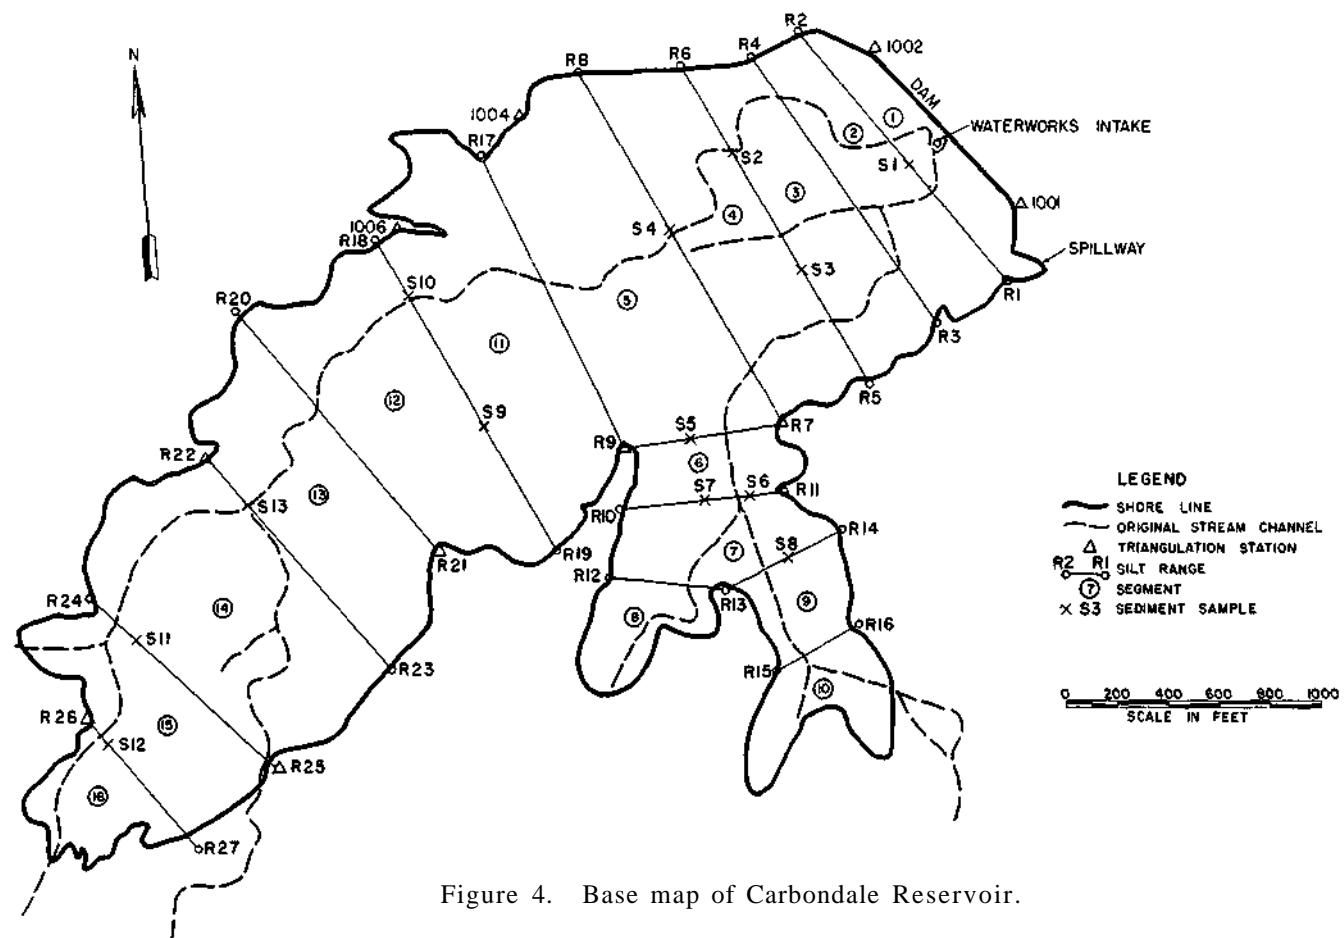 R2
R4
R6
R8
1002
N
DAM
1
WATERWORKS INTAKE
1004
R17
2
S2
S1
3
1001
4
1006
R18
S4
SPILLWAY
S3
S10
R1
R20
5
R3
11
R5
12
S9
R7
S5
R9
R22
6
LEGEND
13
S7
S6
R11
SHORE LINE
S13
R10
ORIGINAL STREAM CHANNEL
R14
TRIANGULATION STATION
R21
R19
7
S8
R2 R1 SILT RANGE
R12
R13
7 SEGMENT
R24
14
8
9
S3 SEDIMENT SAMPLE
R16
S11
R23
R15
10
0 200 400 600 800 1000
R26
15
SCALE IN FEET
S12
R25
16
R27
Figure 4. Base map of Carbondale Reservoir.